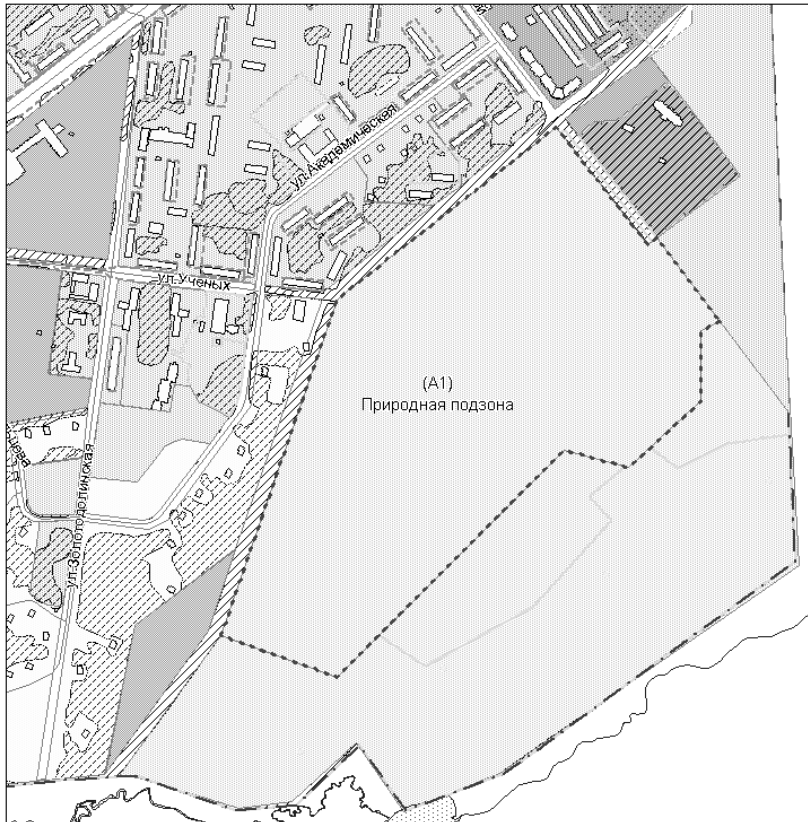 ул.Академическая
ул.Ученых
(А1)
Природная подзона
ул.Золотодолинская